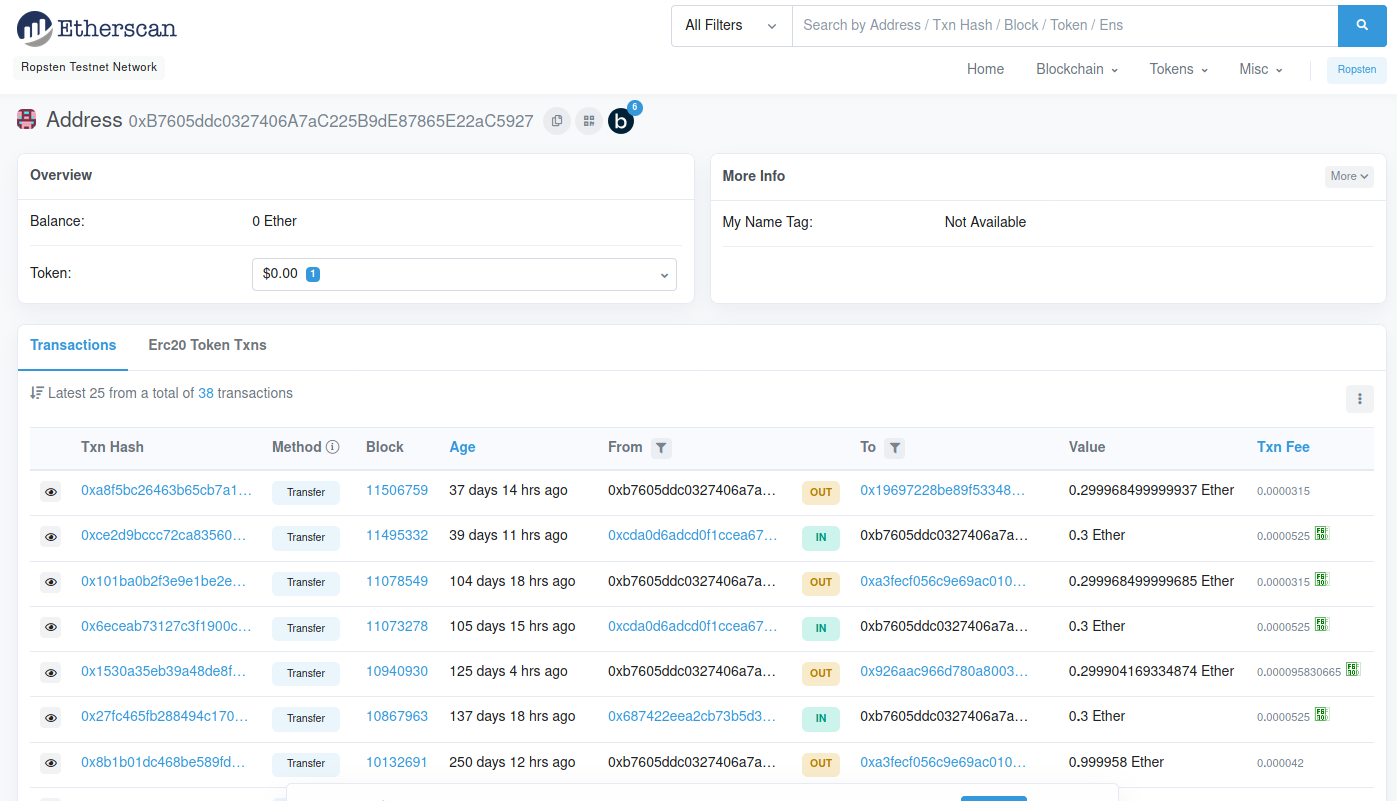 Etherscan
All Filters Search by Address / Txn Hash / Block / Token / Ens
Ropsten Testnet Network
Home Blockchain Tokens Misc Ropsten
Address 0xB7605ddc0327406A7aC225B9dE87865E22aC5927 b 6
Overview
More Info More
Balance: 0 Ether
My Name Tag: Not Available
Token: $0.00 1
Transactions Erc20 Token Txns
Latest 25 from a total of 38 transactions
Txn Hash Method Block Age From To Value Txn Fee
0xa8f5bc26463b65cb7a1... Transfer 11506759 37 days 14 hrs ago 0xb7605ddc0327406a7a... OUT 0x19697228be89f53348... 0.299968499999937 Ether 0.0000315
0xce2d9bccc72ca83560... Transfer 11495332 39 days 11 hrs ago 0xcda0d6adcd0f1ccea67... IN 0xb7605ddc0327406a7a... 0.3 Ether 0.0000525
0x101ba0b2f3e9e1be2e... Transfer 11078549 104 days 18 hrs ago 0xb7605ddc0327406a7a... OUT 0xa3fecf056c9e69ac010... 0.299968499999685 Ether 0.0000315
0x6eceab73127c3f1900c... Transfer 11073278 105 days 15 hrs ago 0xcda0d6adcd0f1ccea67... IN 0xb7605ddc0327406a7a... 0.3 Ether 0.0000525
0x1530a35eb39a48de8f... Transfer 10940930 125 days 4 hrs ago 0xb7605ddc0327406a7a... OUT 0x926aac966d780a8003... 0.299904169334874 Ether 0.000095830665
0x27fc465fb288494c170... Transfer 10867963 137 days 18 hrs ago 0x687422eea2cb73b5d3... IN 0xb7605ddc0327406a7a... 0.3 Ether 0.0000525
0x8b1b01dc468be589fd... Transfer 10132691 250 days 12 hrs ago 0xb7605ddc0327406a7a... OUT 0xa3fecf056c9e69ac010... 0.999958 Ether 0.000042